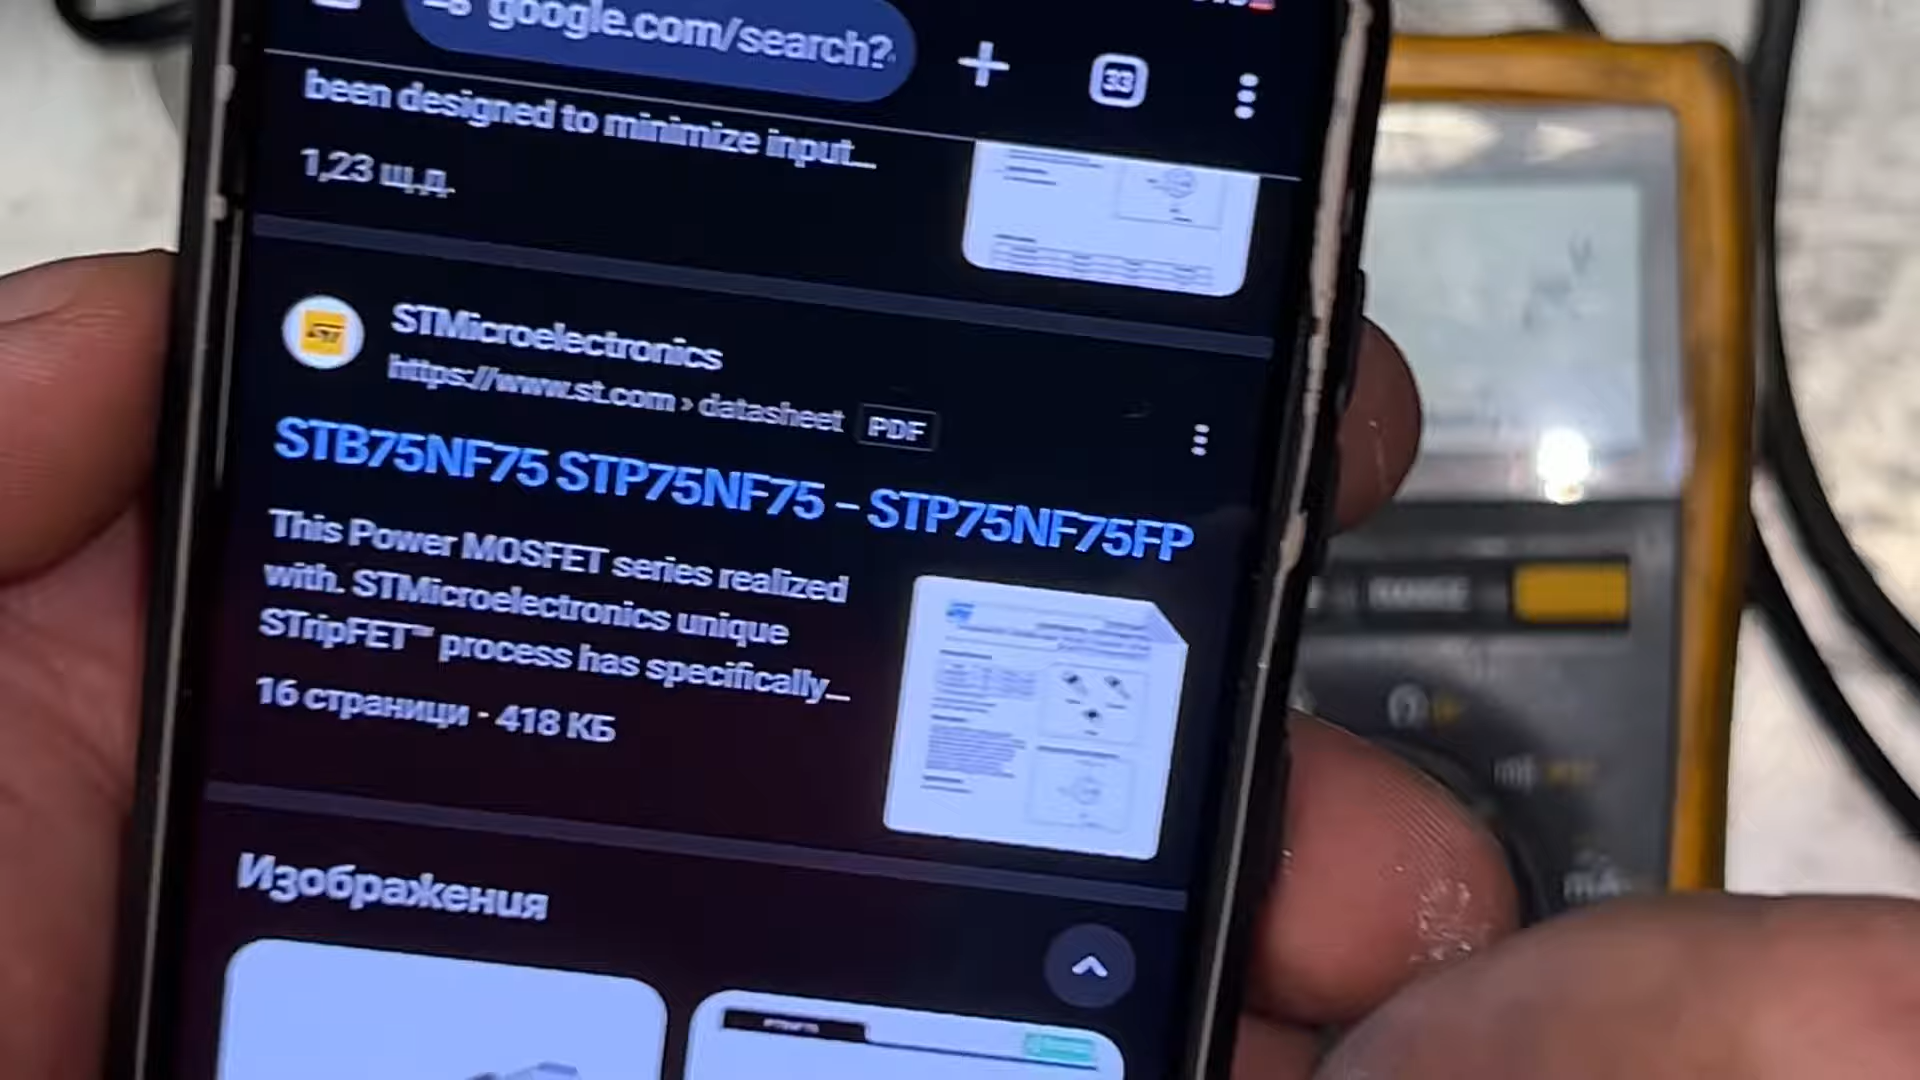 google.com/search?
33
been designed to minimize input...
1,23 щ.д.
STMicroelectronics
https://www.st.com › datasheet PDF
STB75NF75 STP75NF75 - STP75NF75FP
This Power MOSFET series realized
with. STMicroelectronics unique
STripFET™ process has specifically...
16 страници · 418 КБ
Изображения
RANGE
mA